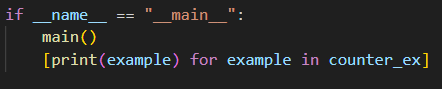 if __name__ == "__main__":
    main()
    [print(example) for example in counter_ex]